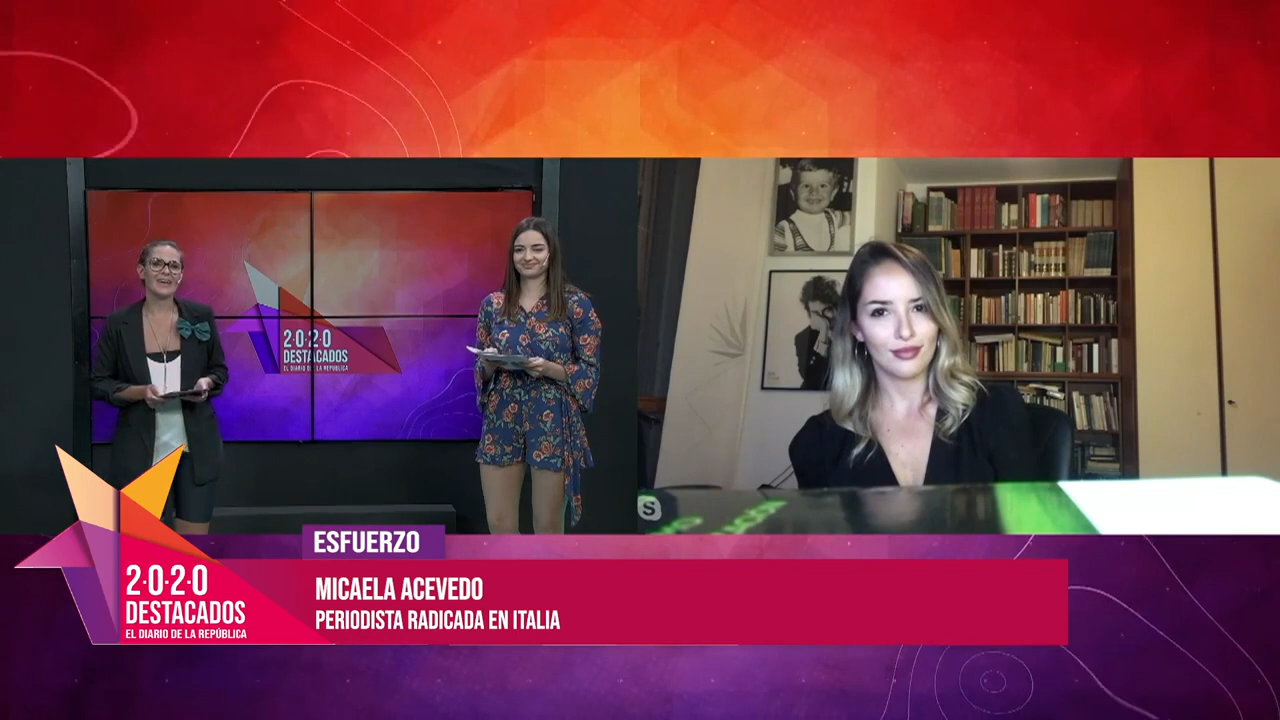 2·0·2·0
DESTACADOS
EL DIARIO DE LA REPÚBLICA
S
ESFUERZO
MICAELA ACEVEDO
PERIODISTA RADICADA EN ITALIA
2·0·2·0
DESTACADOS
EL DIARIO DE LA REPÚBLICA